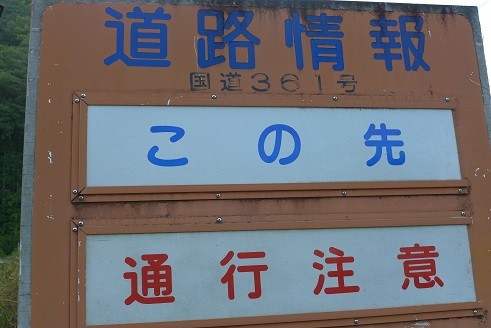 道路情報
国道361号
この先
通行注意